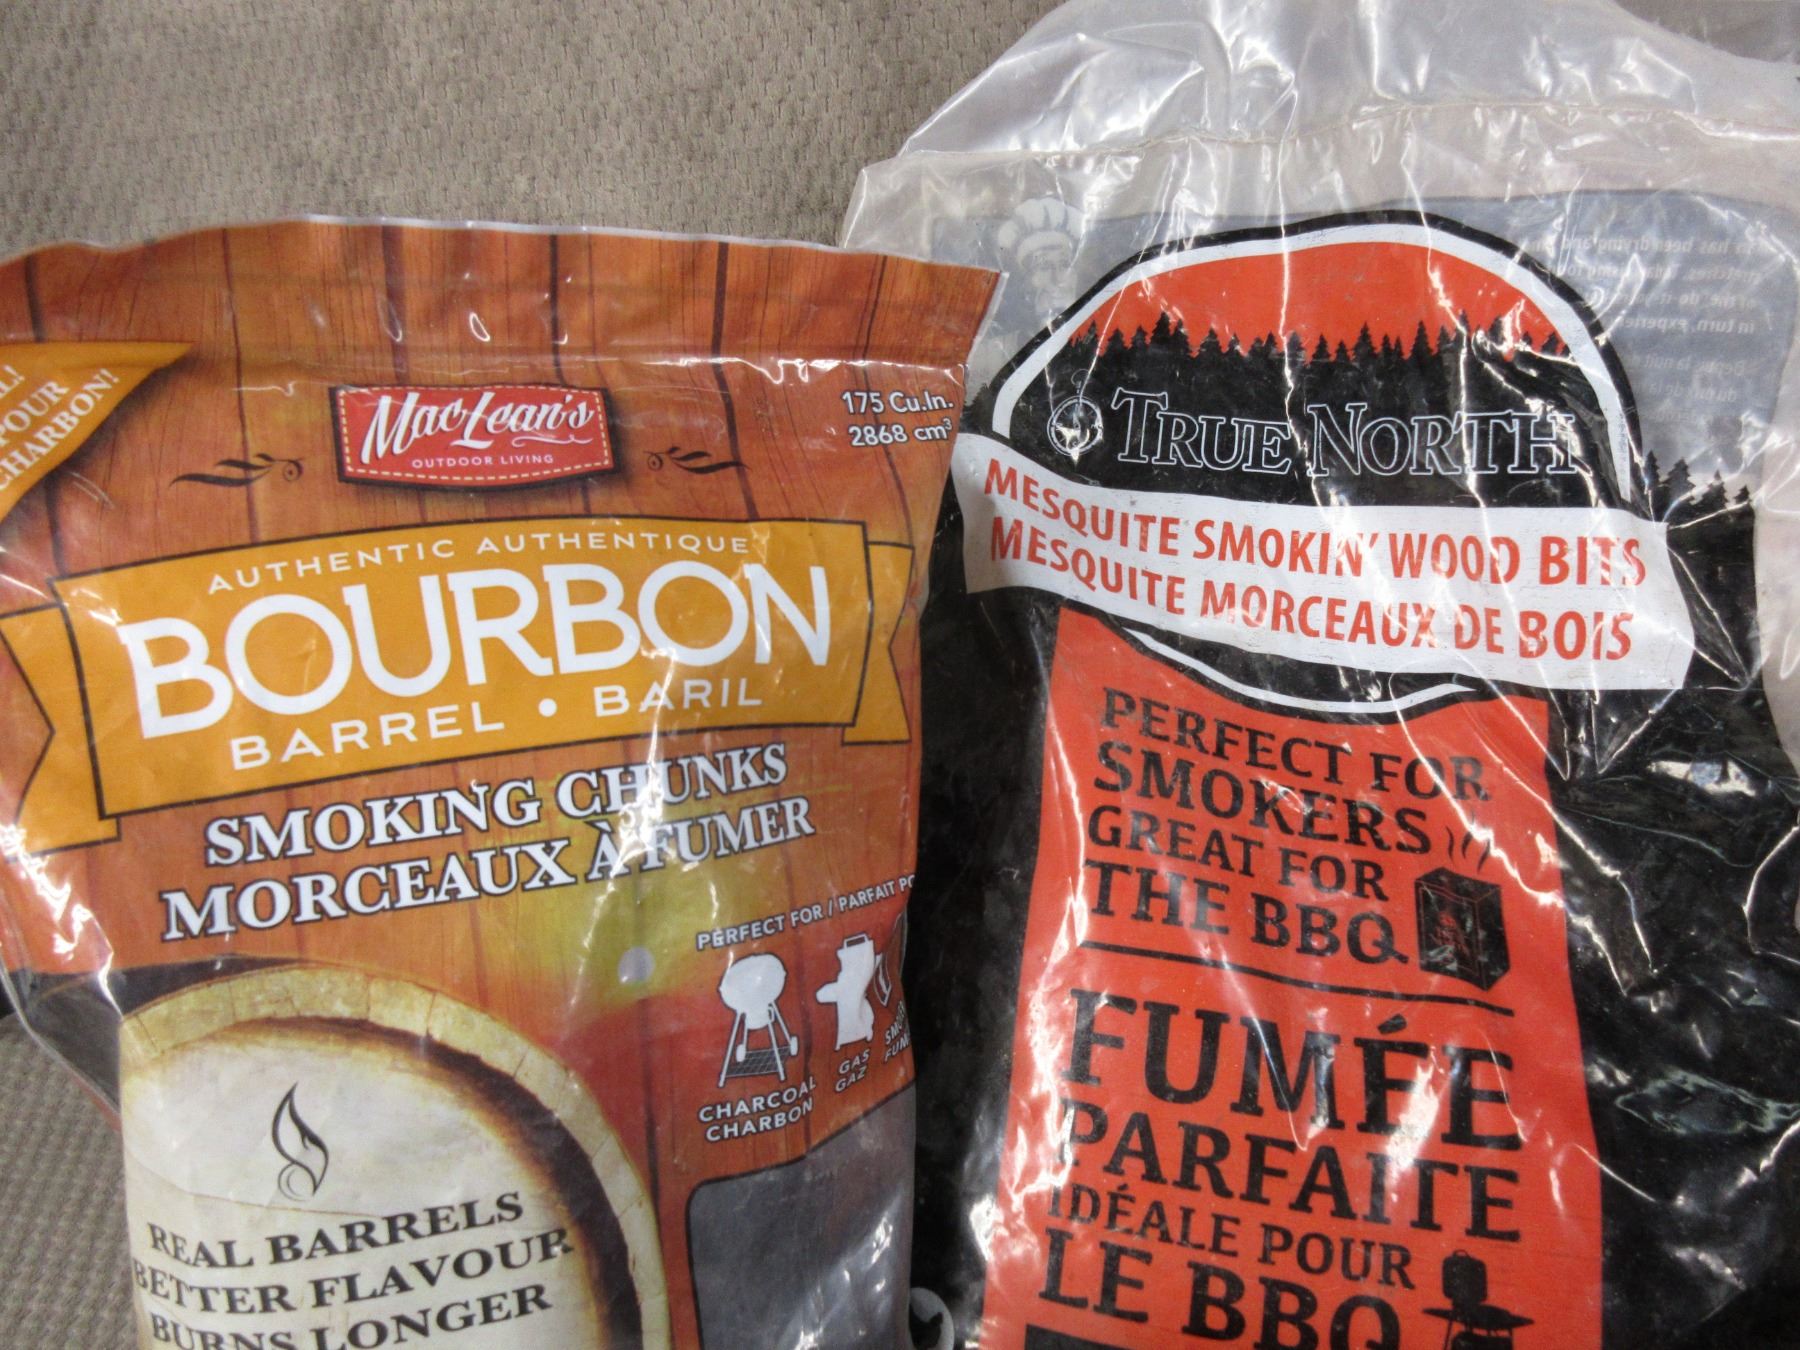 L!
POUR
CHARBON!
MacLean's
OUTDOOR LIVING
175 Cu.In.
2868 cm³
AUTHENTIC AUTHENTIQUE
BOURBON
BARREL • BARIL
SMOKING CHUNKS
MORCEAUX À FUMER
PERFECT FOR / PARFAIT PO
CHARCOAL
CHARBON
GAS
GAZ
REAL BARRELS
BETTER FLAVOUR
BURNS LONGER
TRUE NORTH
MESQUITE SMOKIN' WOOD BITS
MESQUITE MORCEAUX DE BOIS
PERFECT FOR
SMOKERS
GREAT FOR
THE BBQ
FUMÉE
PARFAITE
IDÉALE POUR
LE BBQ